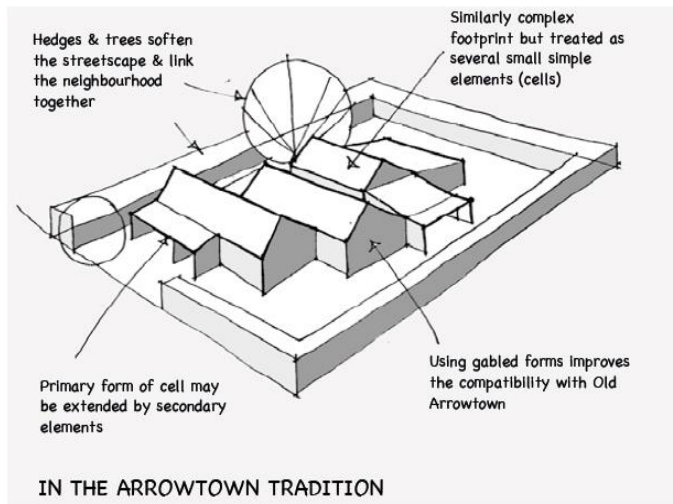 Hedges & trees soften
the streetscape & link
the neighbourhood
together
Similarly complex
footprint but treated as
several small simple
elements (cells)
Primary form of cell may
be extended by secondary
elements
Using gabled forms improves
the compatibility with Old
Arrowtown
IN THE ARROWTOWN TRADITION